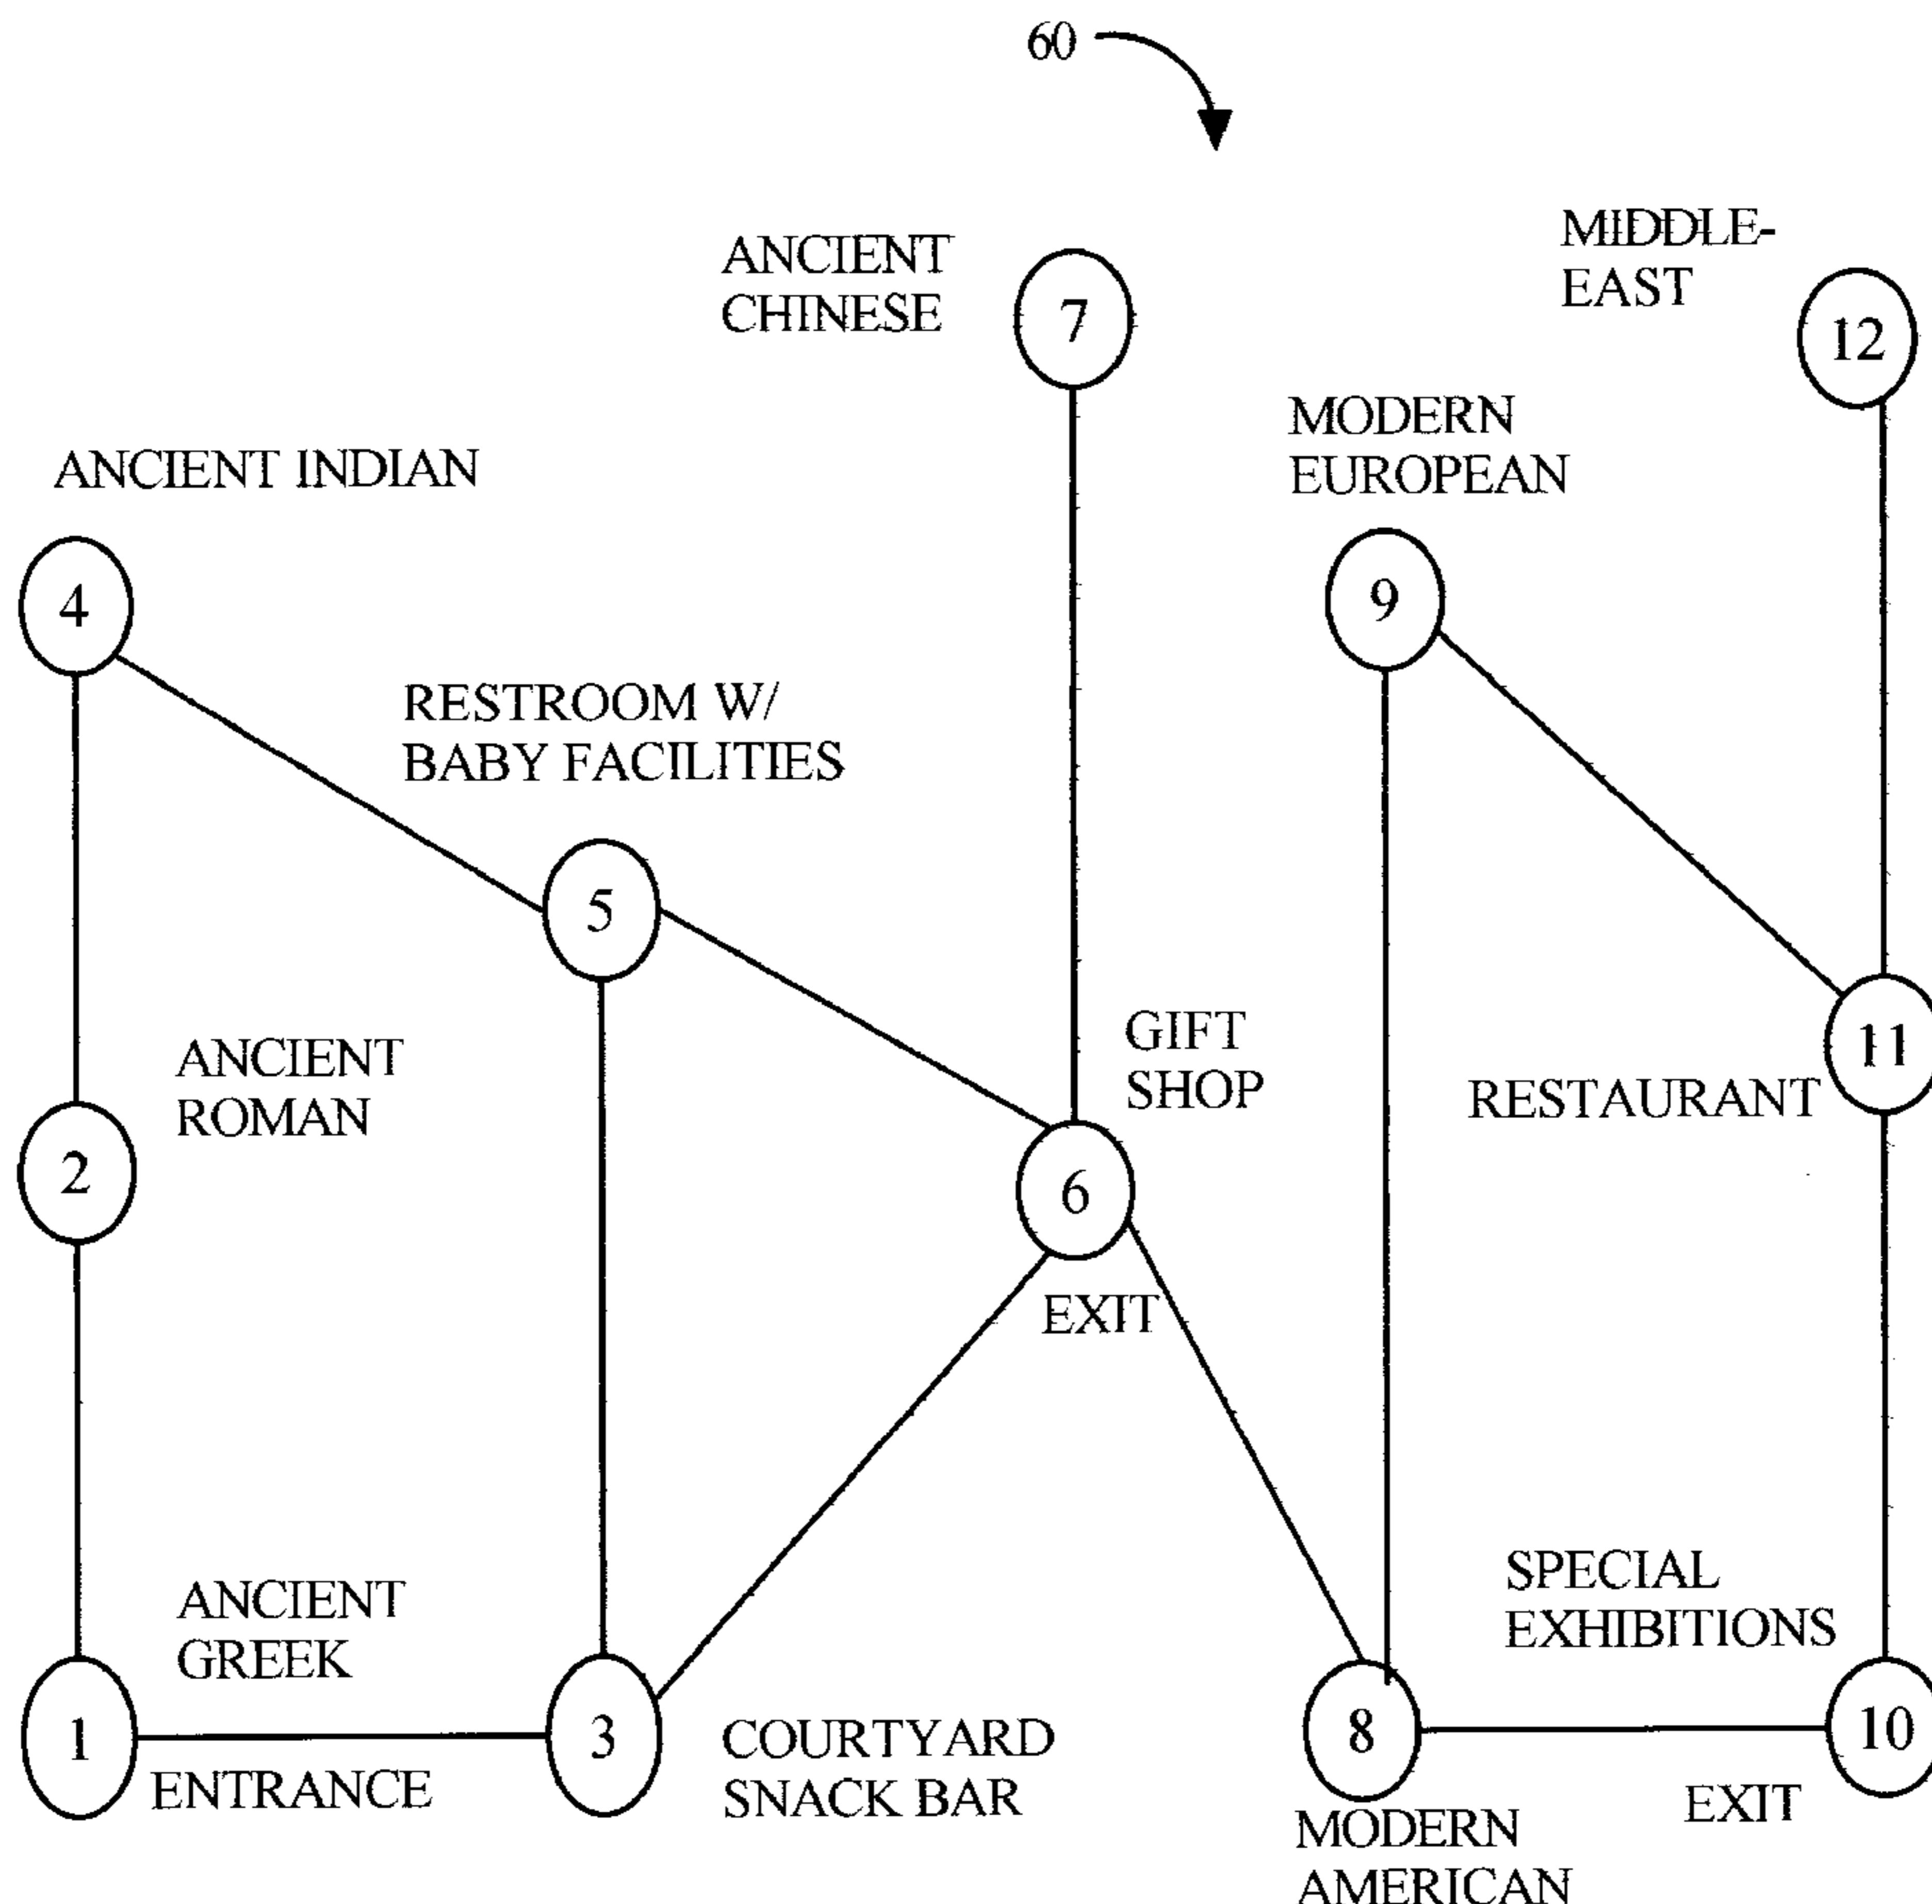 60
MIDDLE-
EAST
ANCIENT
CHINESE
7
12
MODERN
EUROPEAN
ANCIENT INDIAN
4
9
RESTROOM W/
BABY FACILITIES
5
GIFT
SHOP
11
RESTAURANT
ANCIENT
ROMAN
2
6
EXIT
SPECIAL
EXHIBITIONS
ANCIENT
GREEK
1
3
8
10
ENTRANCE
COURTYARD
SNACK BAR
EXIT
MODERN
AMERICAN